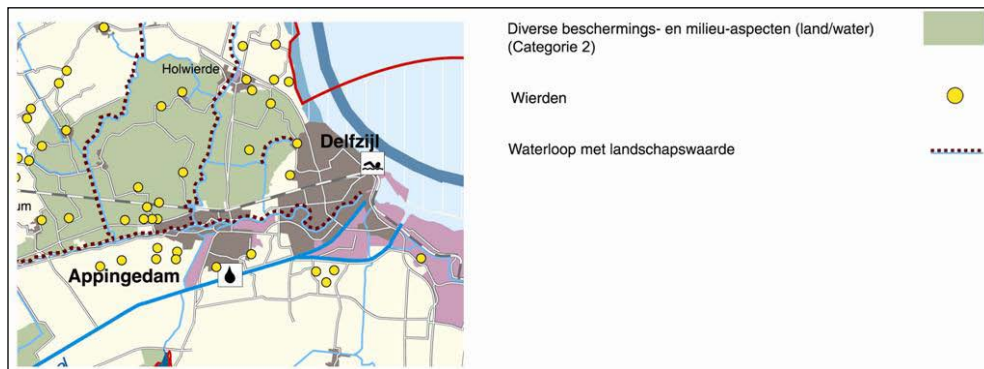 Holwierde
Delfzijl
um
Appingedam
Diverse beschermings- en milieu-aspecten (land/water)
(Categorie 2)
Wierden
Waterloop met landschapswaarde